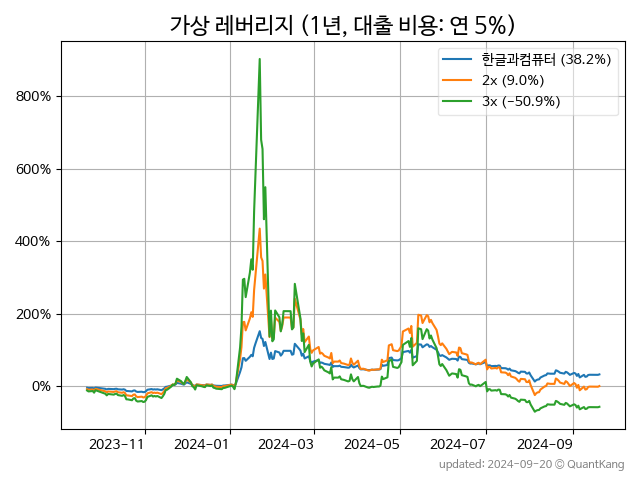 가상 레버리지 (1년, 대출 비용: 연 5%)
한글과컴퓨터 (38.2%)
2x (9.0%)
3x (-50.9%)
800%
600%
400%
200%
0%
2023-11 2024-01 2024-03 2024-05 2024-07 2024-09
updated: 2024-09-20 © QuantKang